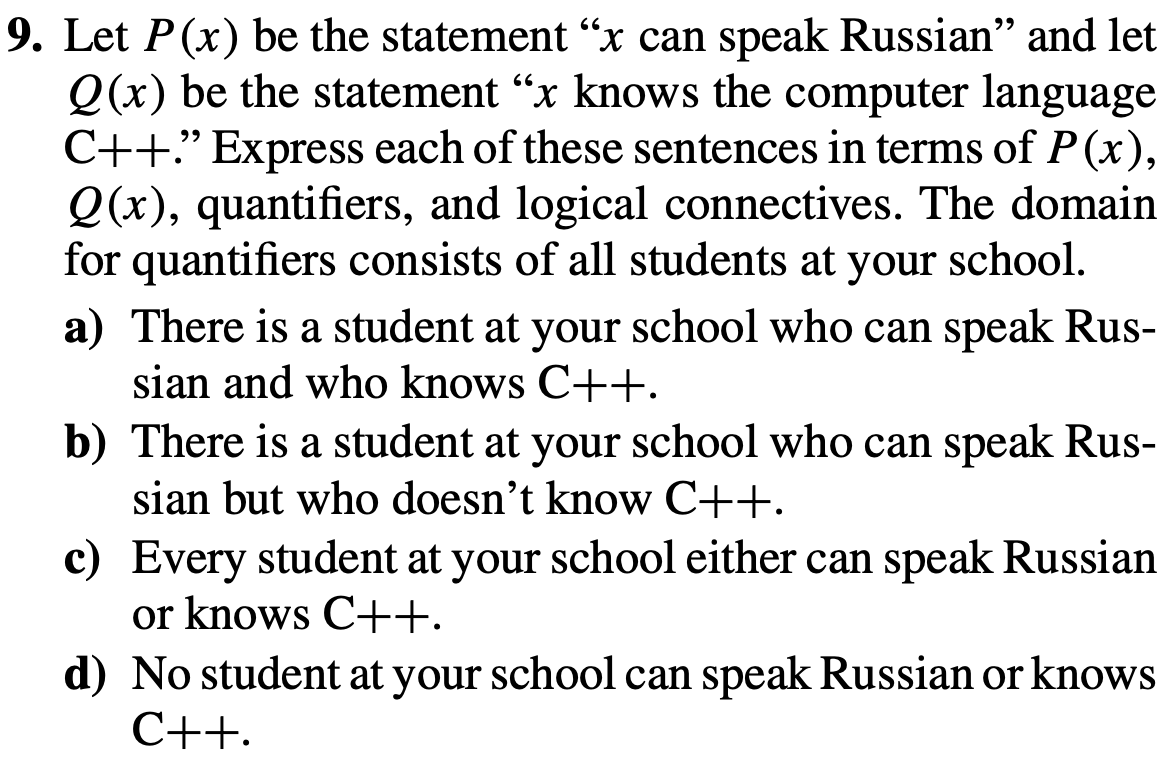 9. Let P(x) be the statement “x can speak Russian” and let
Q(x) be the statement “x knows the computer language
C++.” Express each of these sentences in terms of P(x),
Q(x), quantifiers, and logical connectives. The domain
for quantifiers consists of all students at your school.
a) There is a student at your school who can speak Rus-
sian and who knows C++.
b) There is a student at your school who can speak Rus-
sian but who doesn’t know C++.
c) Every student at your school either can speak Russian
or knows C++.
d) No student at your school can speak Russian or knows
C++.